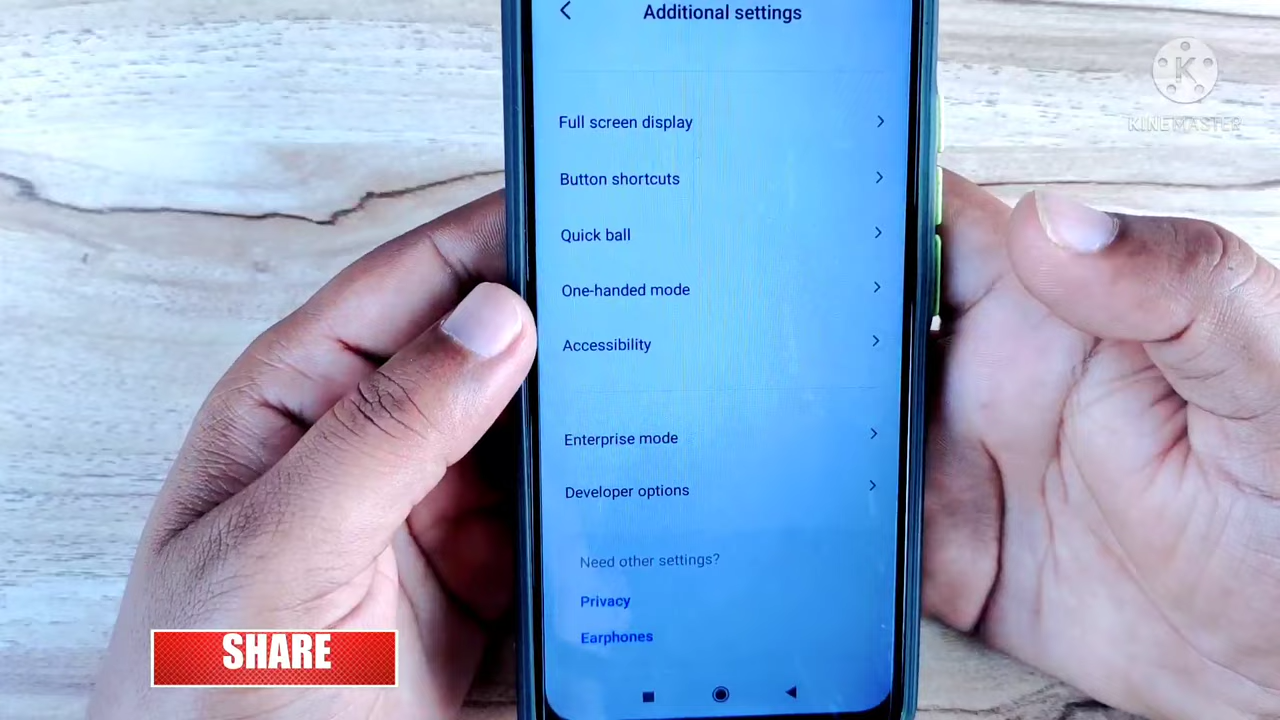 Additional settings
K
KINEMASTER
Full screen display
Button shortcuts
Quick ball
One-handed mode
Accessibility
Enterprise mode
Developer options
Need other settings?
Privacy
Earphones
SHARE